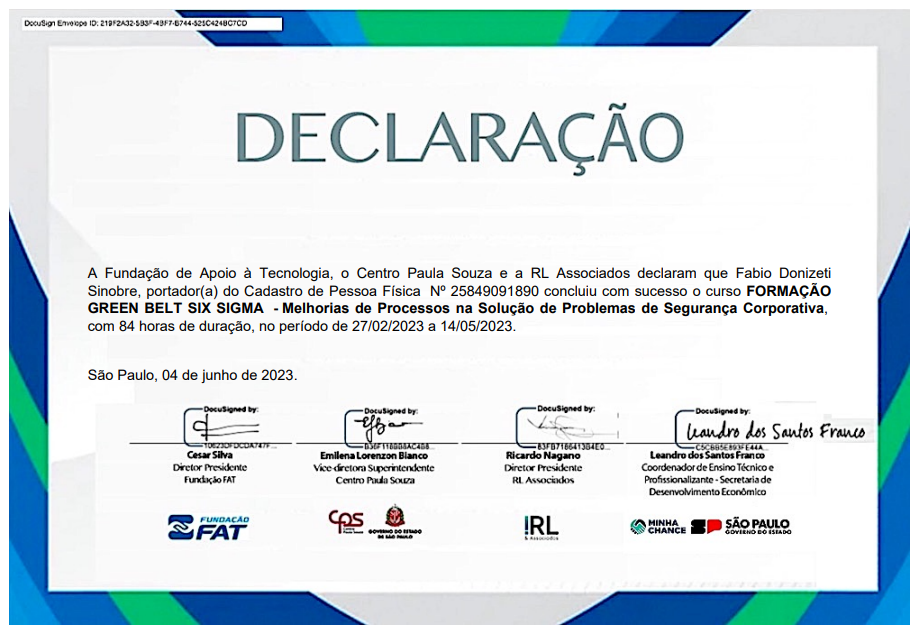 DocuSign Envelope ID: 219F2A32-5B3F-4BF7-B744-525C424BC7CD
DECLARAÇÃO
A Fundação de Apoio à Tecnologia, o Centro Paula Souza e a RL Associados declaram que Fabio Donizeti
Sinobre, portador(a) do Cadastro de Pessoa Física Nº 25849091890 concluiu com sucesso o curso FORMAÇÃO
GREEN BELT SIX SIGMA - Melhorias de Processos na Solução de Problemas de Segurança Corporativa,
com 84 horas de duração, no período de 27/02/2023 a 14/05/2023.
São Paulo, 04 de junho de 2023.
DocuSigned by: DocuSigned by: DocuSigned by: DocuSigned by:
Leandro dos Santos Franco
Cesar Silva
Diretor Presidente
Fundação FAT
Emilena Lorenzon Bianco
Vice-diretora Superintendente
Centro Paula Souza
Ricardo Nagano
Diretor Presidente
RL Associados
Leandro dos Santos Franco
Coordenador de Ensino Técnico e
Profissionalizante - Secretaria de
Desenvolvimento Econômico
FUNDAÇÃO
FAT
CPS
Centro
Paula Souza
GOVERNO DO ESTADO
DE SÃO PAULO
RL
& Associados
MINHA
CHANCE
SP
SÃO PAULO
GOVERNO DO ESTADO